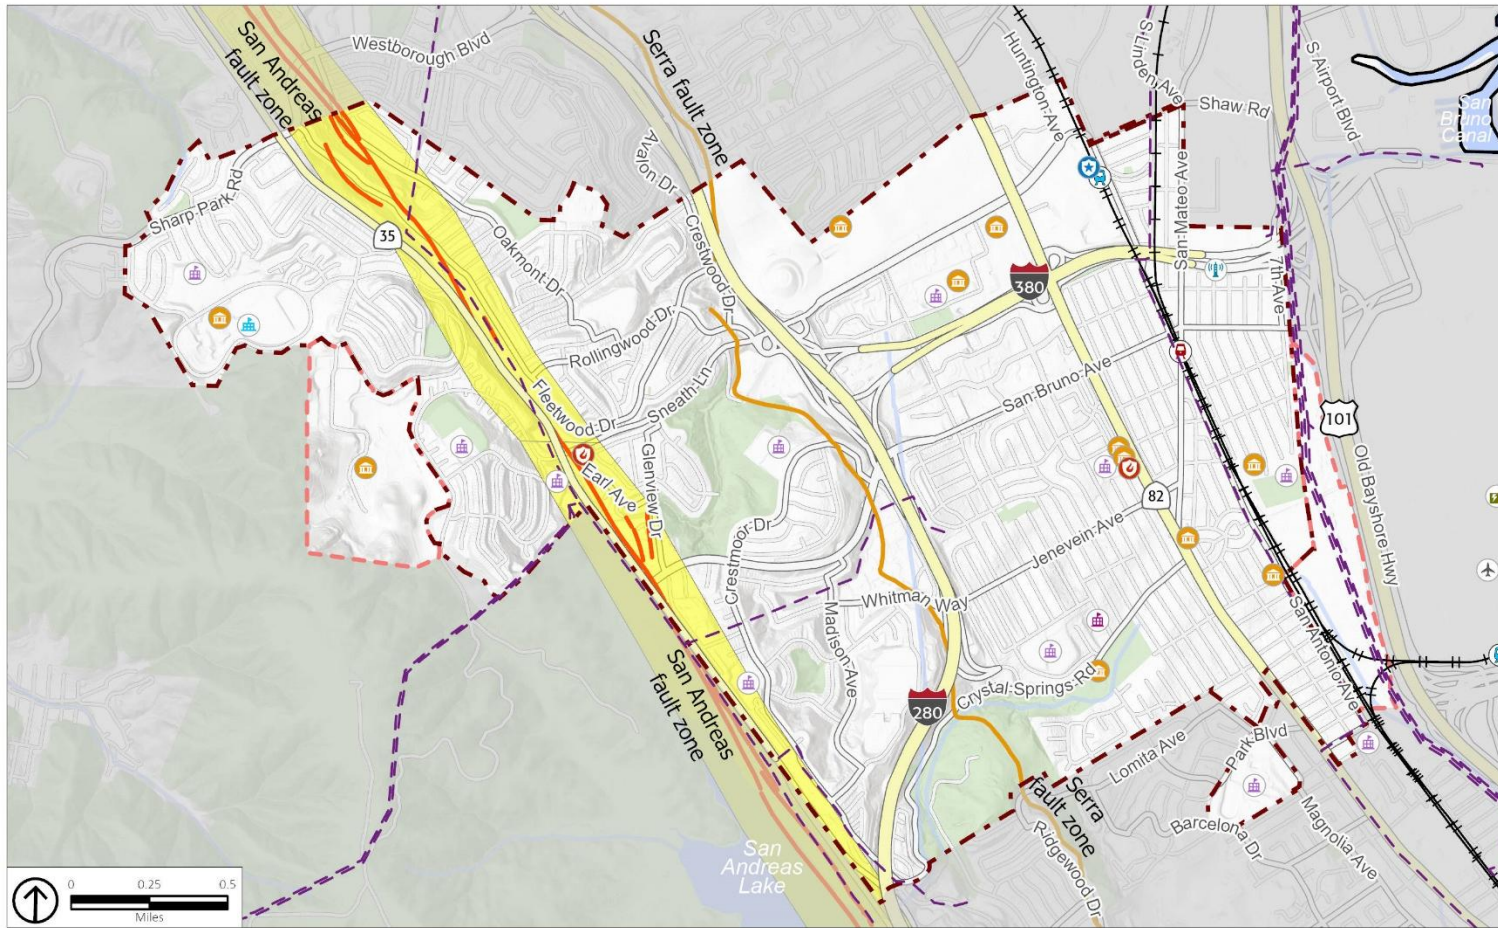 San Andreas
fault zone
Westborough Blvd
Serra fault zone
Huntington Ave
S Linden Ave
Shaw Rd
S Airport Blvd
San
Bruno
Canal
Avalon Dr
Sharp Park Rd
35
Oakmont Dr
Crestwood Dr
San Mateo Ave
7th Ave
380
Rollingwood Dr
Sneath Ln
Fleetwood Dr
San Bruno Ave
101
Earl Ave
Glenview Dr
82
Old Bayshore Hwy
Crestmoor Dr
Jenevein Ave
Whitman Way
Madison Ave
San Antonio Ave
San Andreas
fault zone
Crystal Springs Rd
280
Lomita Ave
Park Blvd
Serra
fault zone
Barcelona Dr
Magnolia Ave
Ridgewood Dr
San
Andreas
Lake
0 0.25 0.5
Miles